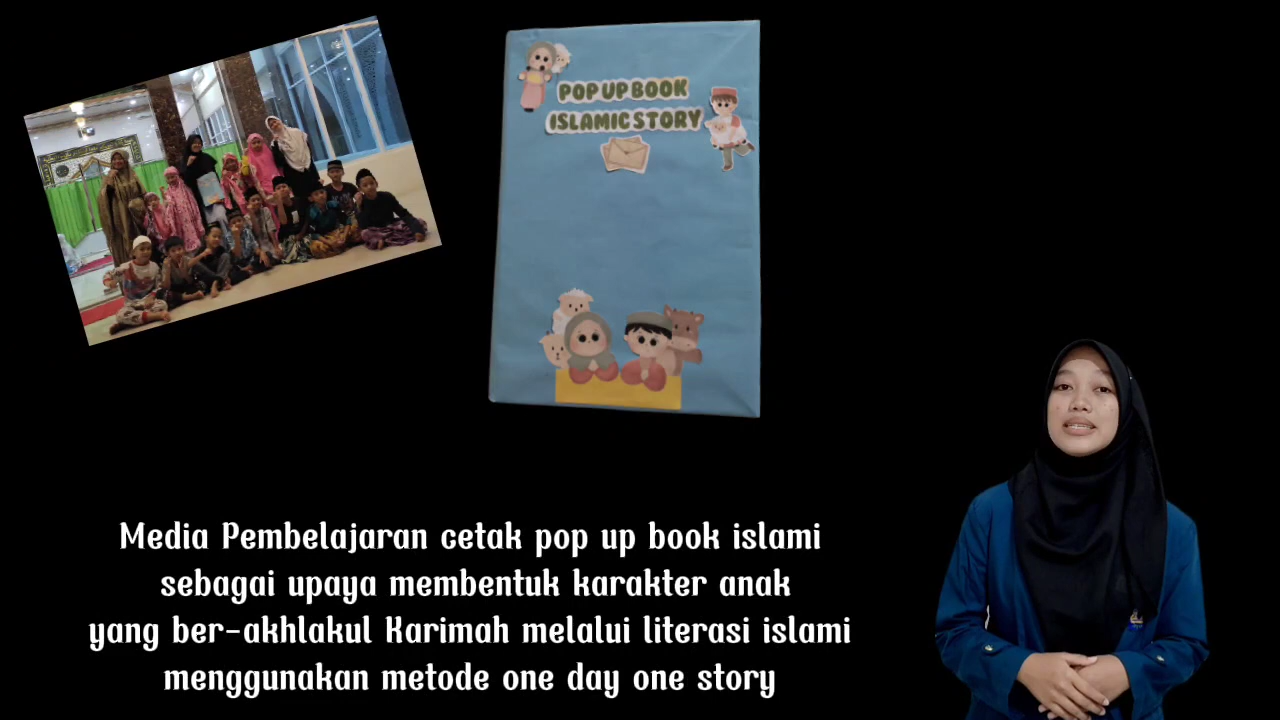 POP UP BOOK
ISLAMIC STORY
Media Pembelajaran cetak pop up book islami
sebagai upaya membentuk karakter anak
yang ber-akhlakul Karimah melalui literasi islami
menggunakan metode one day one story